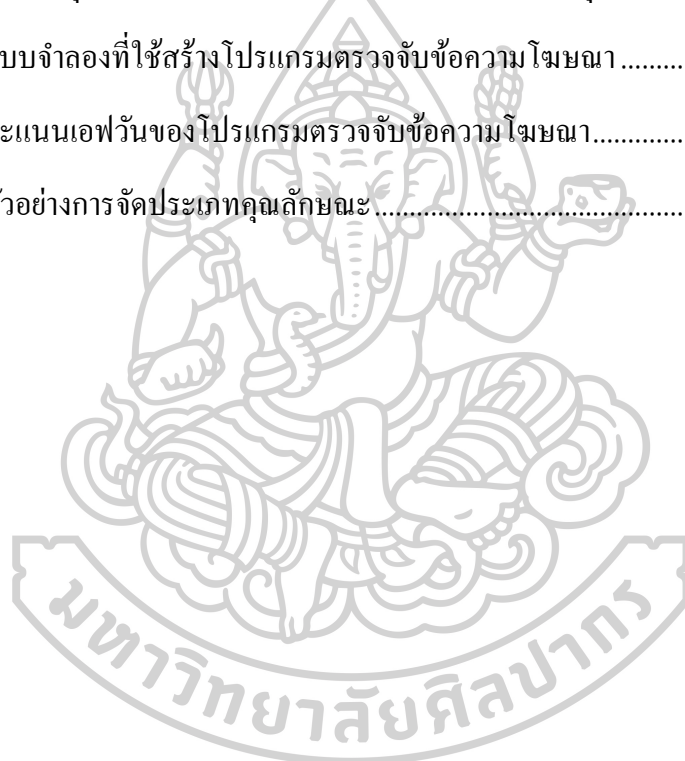 บบจำลองที่ใช้สร้างโปรแกรมตรวจจับข้อความโฆษณา.........
ะแนนเอฟวันของโปรแกรมตรวจจับข้อความโฆษณา.............
ัวอย่างการจัดประเภทคุณลักษณะ.......................................
มหาวิทยาลัยศิลปากร